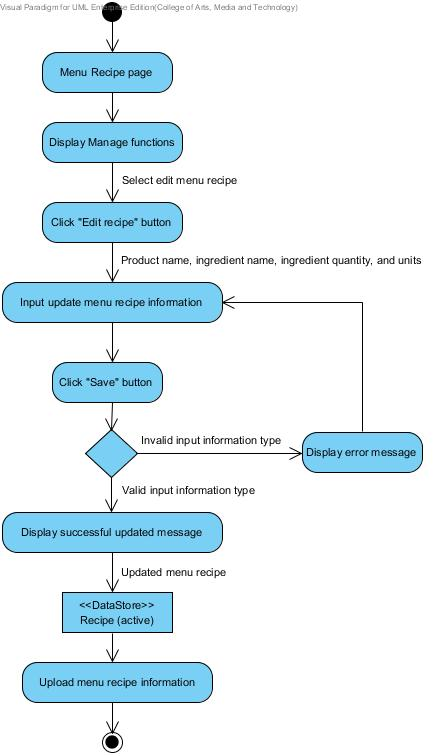 Visual Paradigm for UML Enterprise Edition(College of Arts, Media and Technology)
Menu Recipe page
Display Manage functions
Select edit menu recipe
Click "Edit recipe" button
Product name, ingredient name, ingredient quantity, and units
Input update menu recipe information
Click "Save" button
Invalid input information type
Display error message
Valid input information type
Display successful updated message
Updated menu recipe
<<DataStore>>
Recipe (active)
Upload menu recipe information